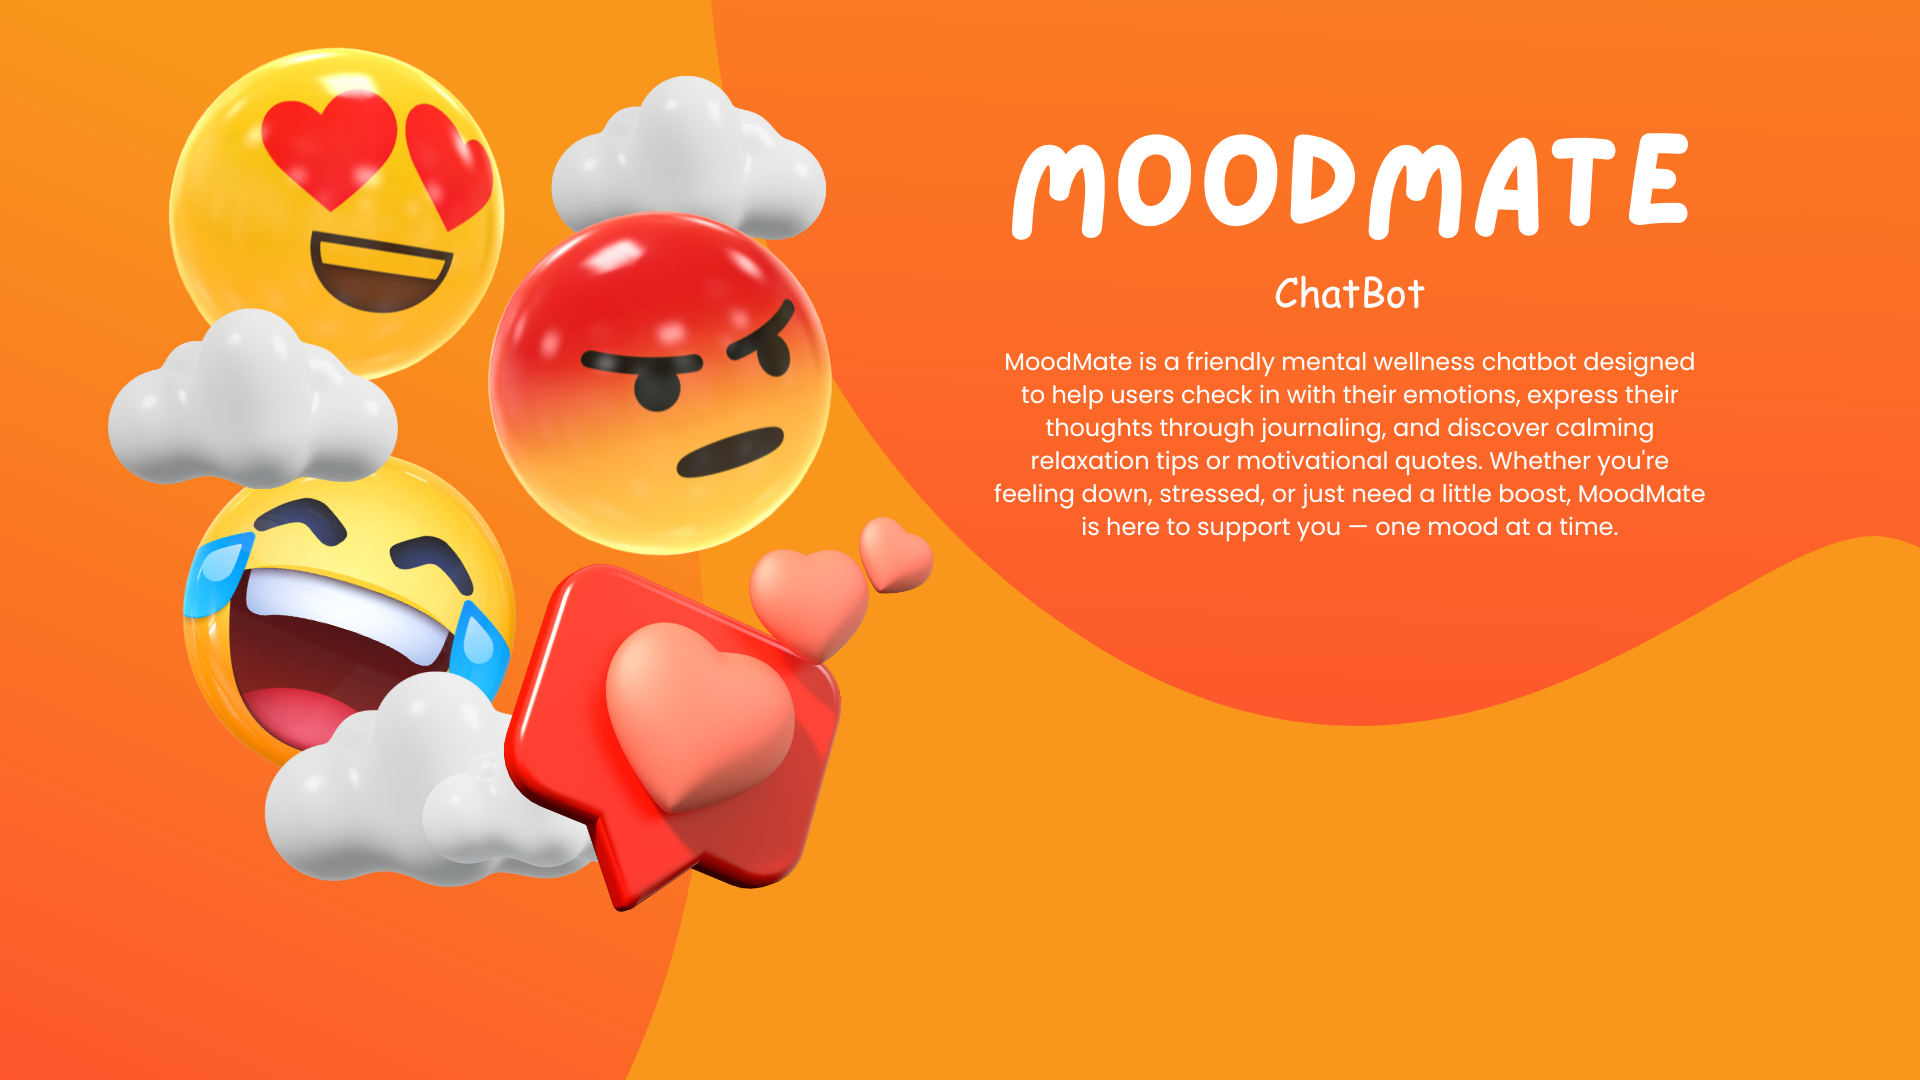 MOODMATE
ChatBot
MoodMate is a friendly mental wellness chatbot designed
to help users check in with their emotions, express their
thoughts through journaling, and discover calming
relaxation tips or motivational quotes. Whether you're
feeling down, stressed, or just need a little boost, MoodMate
is here to support you — one mood at a time.